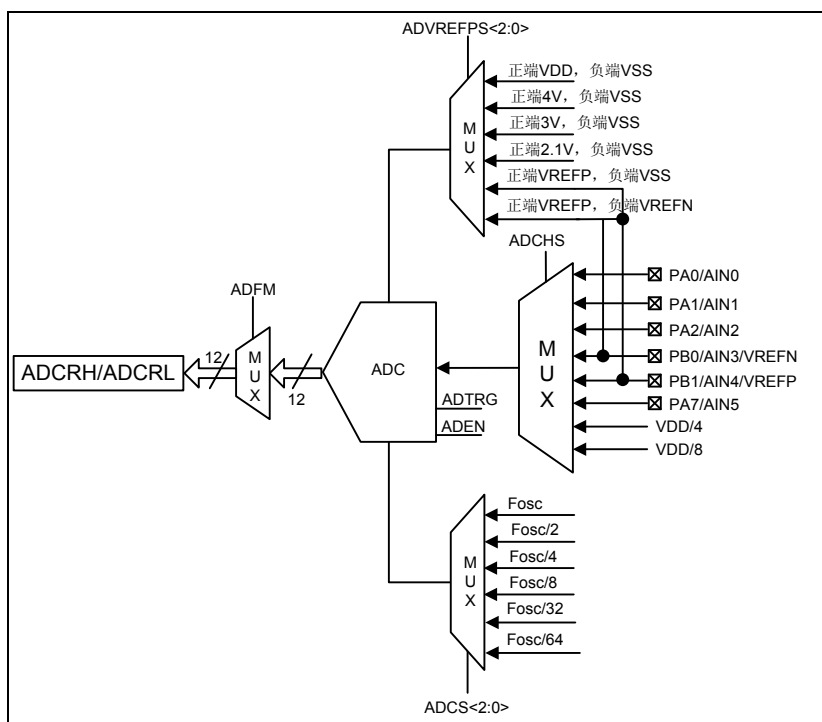 ADVREFPS<2:0>
正端VDD，负端VSS
正端4V，负端VSS
正端3V，负端VSS
正端2.1V，负端VSS
正端VREFP，负端VSS
正端VREFP，负端VREFN
MUX
ADCHS
PA0/AIN0
PA1/AIN1
PA2/AIN2
PB0/AIN3/VREFN
PB1/AIN4/VREFP
PA7/AIN5
VDD/4
VDD/8
MUX
ADFM
ADCRH/ADCRL
12
MUX
12
ADC
ADTRG
ADEN
Fosc
Fosc/2
Fosc/4
Fosc/8
Fosc/32
Fosc/64
MUX
ADCS<2:0>